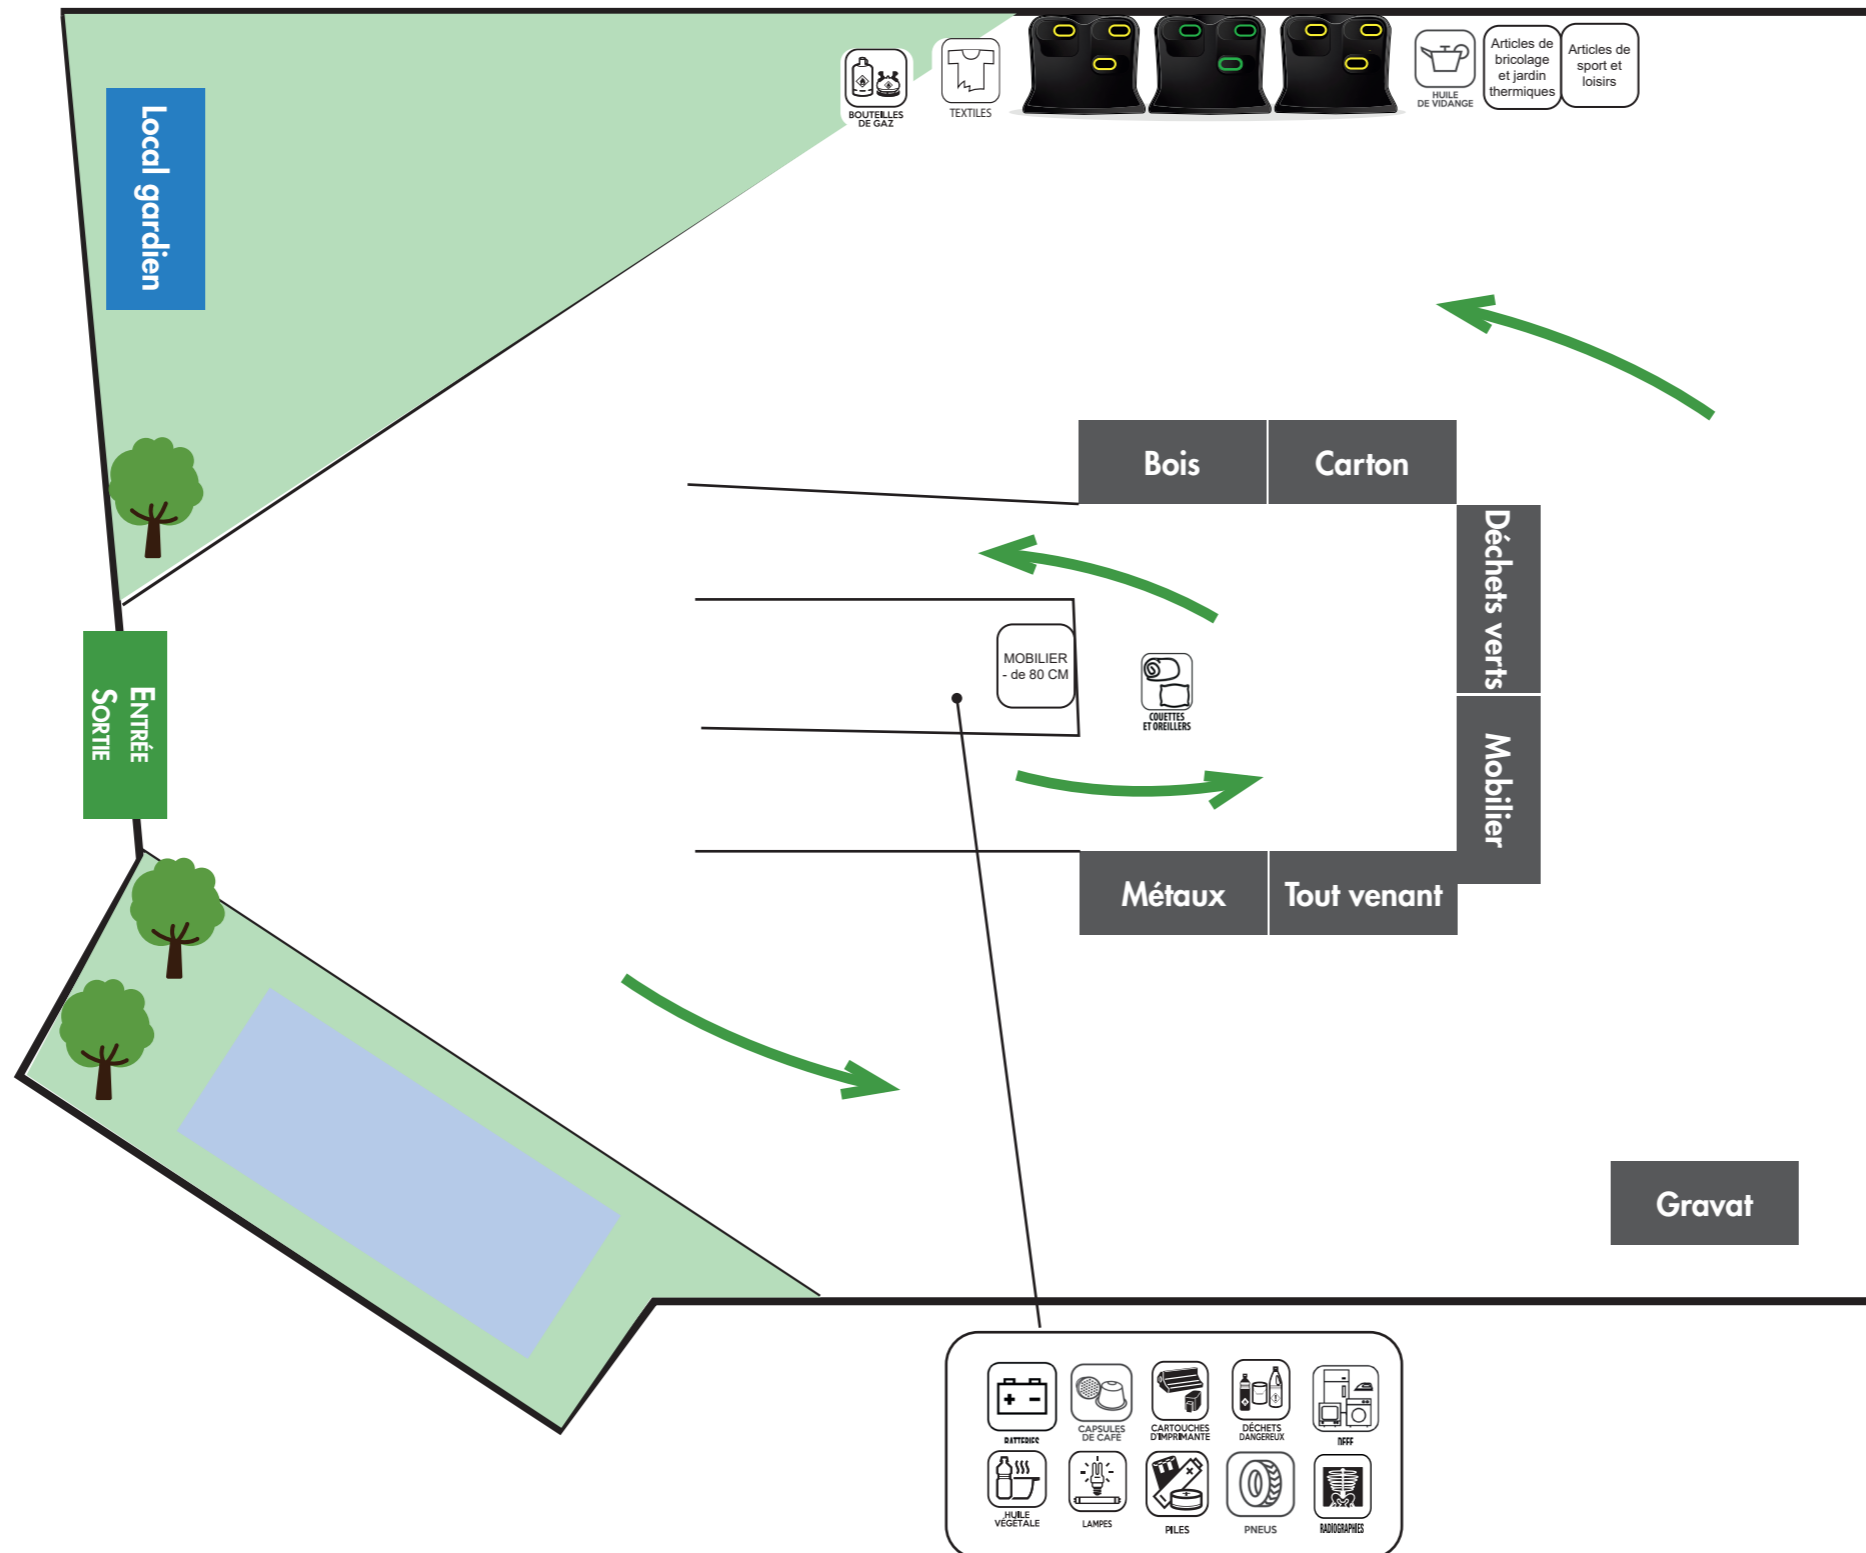 BOUTEILLES
DE GAZ
TEXTILES
HUILE
DE VIDANGE
Articles de
bricolage
et jardin
thermiques
Articles de
sport et
loisirs
Local gardien
Bois
Carton
Déchets verts
Mobilier
MOBILIER
- de 80 CM
COUETTES
ET OREILLERS
ENTRÉE
SORTIE
Métaux
Tout venant
Gravat
BATTERIES
CAPSULES
DE CAFÉ
CARTOUCHES
D'IMPRIMANTE
DÉCHETS
DANGEREUX
DEEE
HUILE
VÉGÉTALE
LAMPES
PILES
PNEUS
RADIOGRAPHIES